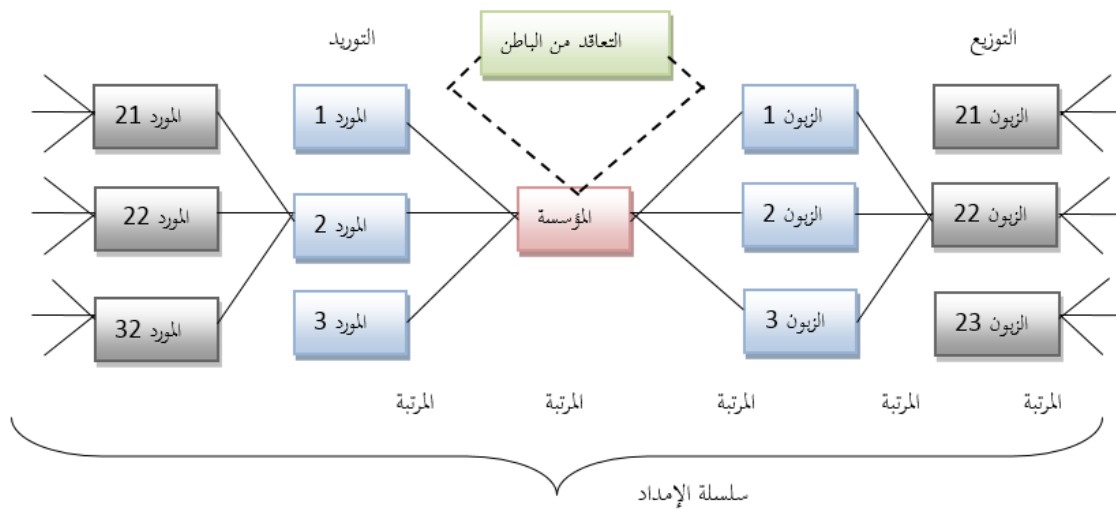 التعاقد من الباطن
التوزيع
التوريد
الزبون 21
الزبون 1
المورد 1
المورد 21
الزبون 22
الزبون 2
المؤسسة
المورد 2
المورد 22
الزبون 23
الزبون 3
المورد 3
المورد 32
المرتبة
المرتبة
المرتبة
المرتبة
المرتبة
سلسلة الإمداد